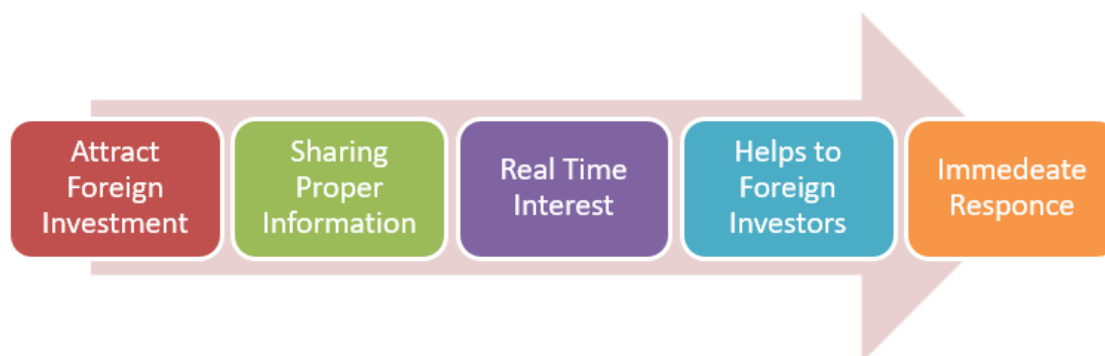 Attract
Foreign
Investment
Sharing
Proper
Information
Real Time
Interest
Helps to
Foreign
Investors
Immedeate
Responce